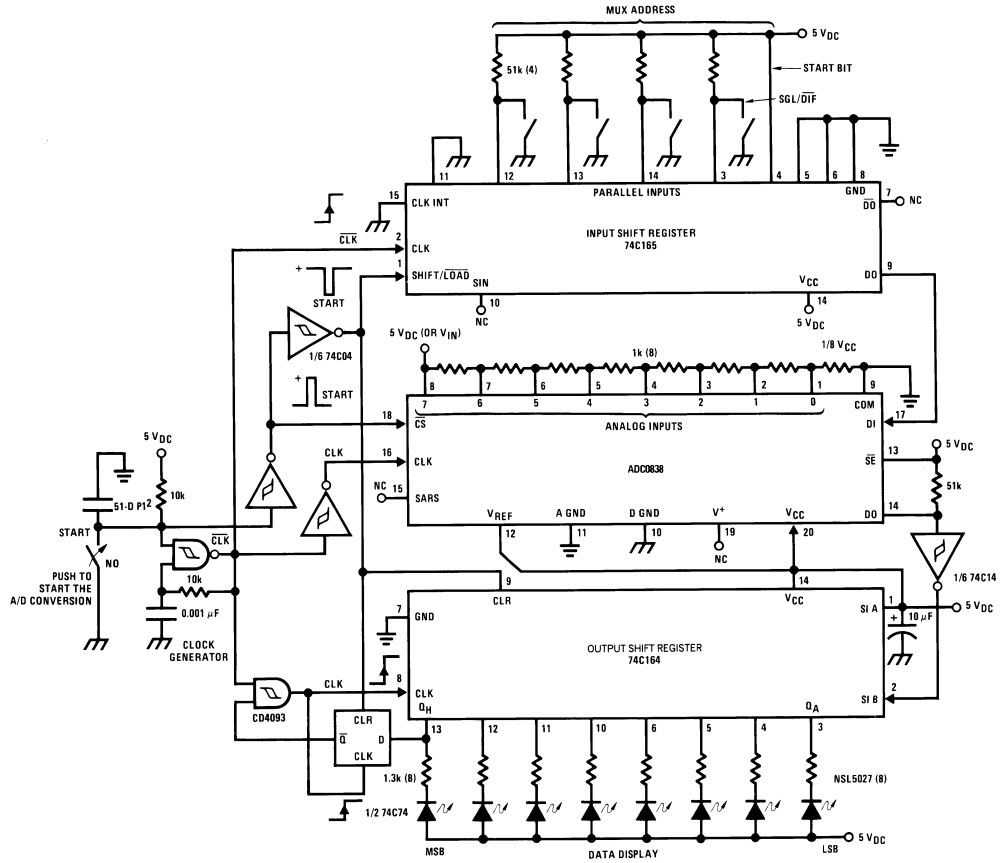 MUX ADDRESS
5 VDC
51k (4)
START BIT
SGL/DIF
11
12
13
14
3
4
5
6
8
PARALLEL INPUTS
GND
15
CLK INT
7
DO
NC
INPUT SHIFT REGISTER
74C165
CLK
2
CLK
1
SHIFT/LOAD
9
DO
+
START
SIN
VCC
10
NC
14
5 VDC
1/6 74C04
5 VDC (OR VIN)
1k (8)
1/8 VCC
+
START
8
7
6
5
4
3
2
1
9
7
6
5
4
3
2
1
0
COM
18
CS
ANALOG INPUTS
DI
17
CLK
16
CLK
ADC0838
SE
13
5 VDC
5 VDC
NC
15
SARS
51k
51-D P1²
10k
VREF
A GND
D GND
V+
VCC
DO
14
12
11
10
19
20
NC
START
CLK
NO
PUSH TO
START THE
A/D CONVERSION
10k
0.001 µF
CLOCK
GENERATOR
1/6 74C14
9
CLR
14
VCC
7
GND
SI A
1
5 VDC
+
10 µF
OUTPUT SHIFT REGISTER
74C164
CLK
8
CLK
SI B
2
CD4093
QH
QA
CLR
Q
D
CLK
13
12
11
10
6
5
4
3
1.3k (8)
NSL5027 (8)
1/2 74C74
MSB
DATA DISPLAY
LSB
5 VDC